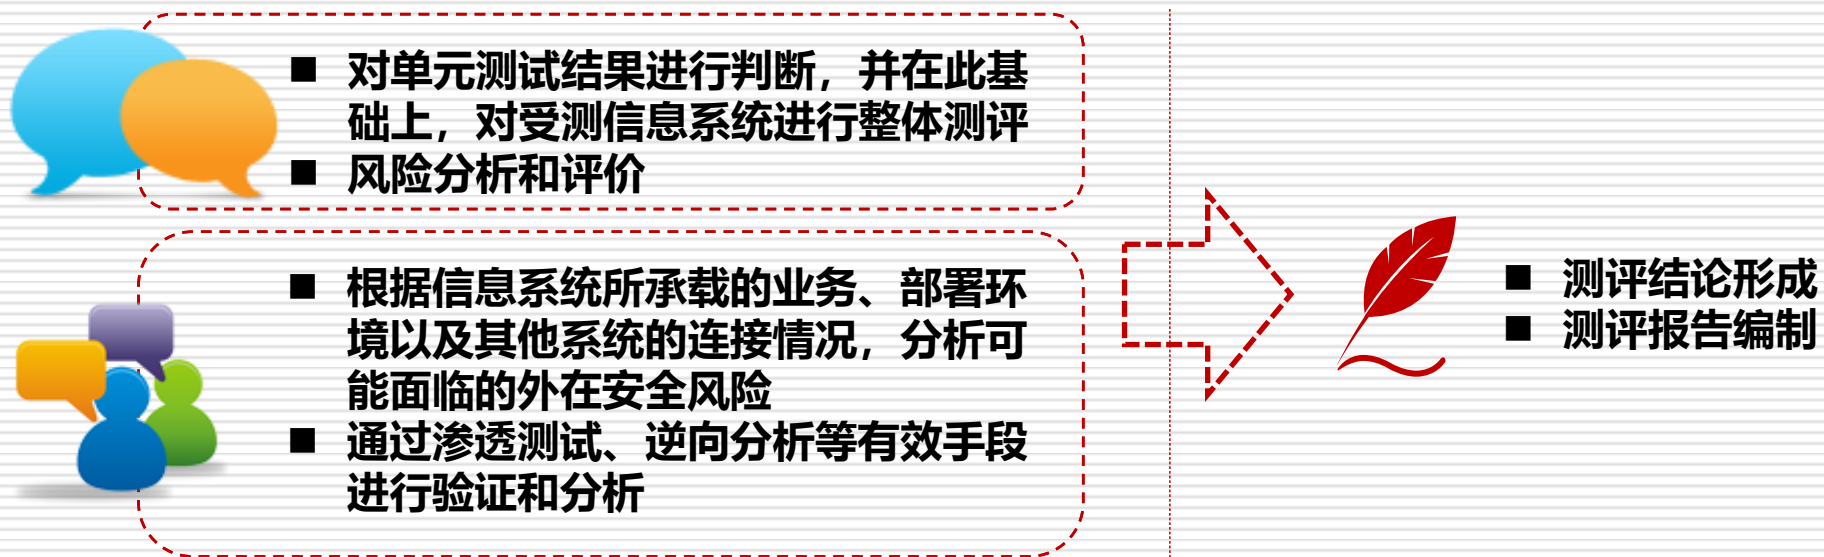 ■ 对单元测试结果进行判断，并在此基
础上，对受测信息系统进行整体测评
■ 风险分析和评价
■ 根据信息系统所承载的业务、部署环
境以及其他系统的连接情况，分析可
能面临的外在安全风险
■ 通过渗透测试、逆向分析等有效手段
进行验证和分析
■ 测评结论形成
■ 测评报告编制